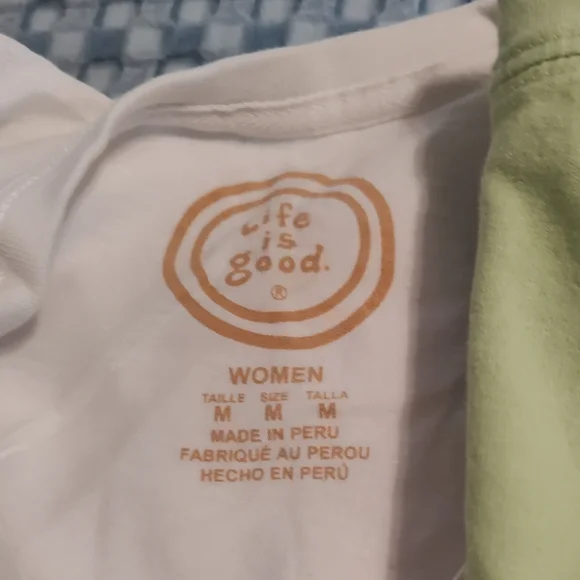 Life
is
good.
®
WOMEN
TAILLE SIZE TALLA
M M M
MADE IN PERU
FABRIQUÉ AU PEROU
HECHO EN PERÚ